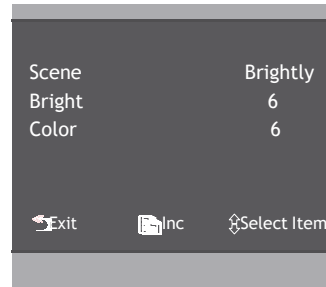 Scene Brightly
Bright 6
Color 6
Exit Inc Select Item